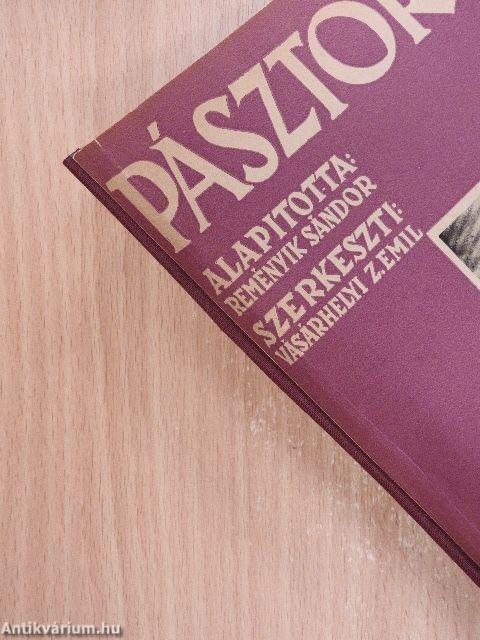 PÁSZTOR
ALAPITOTTA:
REMÉNYIK SÁNDOR
SZERKESZTI:
VÁSÁRHELYI Z. EMIL
Antikvárium.hu